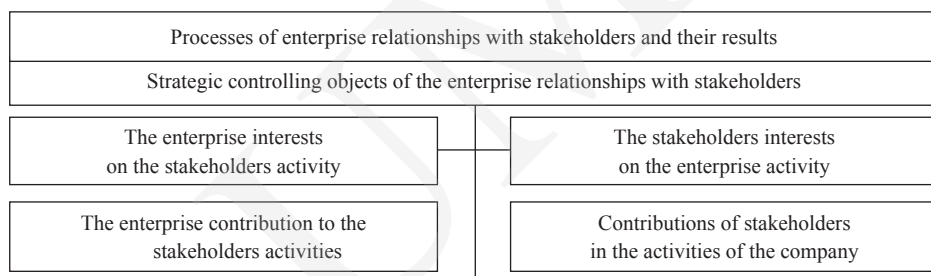 Processes of enterprise relationships with stakeholders and their results
Strategic controlling objects of the enterprise relationships with stakeholders
The enterprise interests
on the stakeholders activity
The stakeholders interests
on the enterprise activity
The enterprise contribution to the
stakeholders activities
Contributions of stakeholders
in the activities of the company